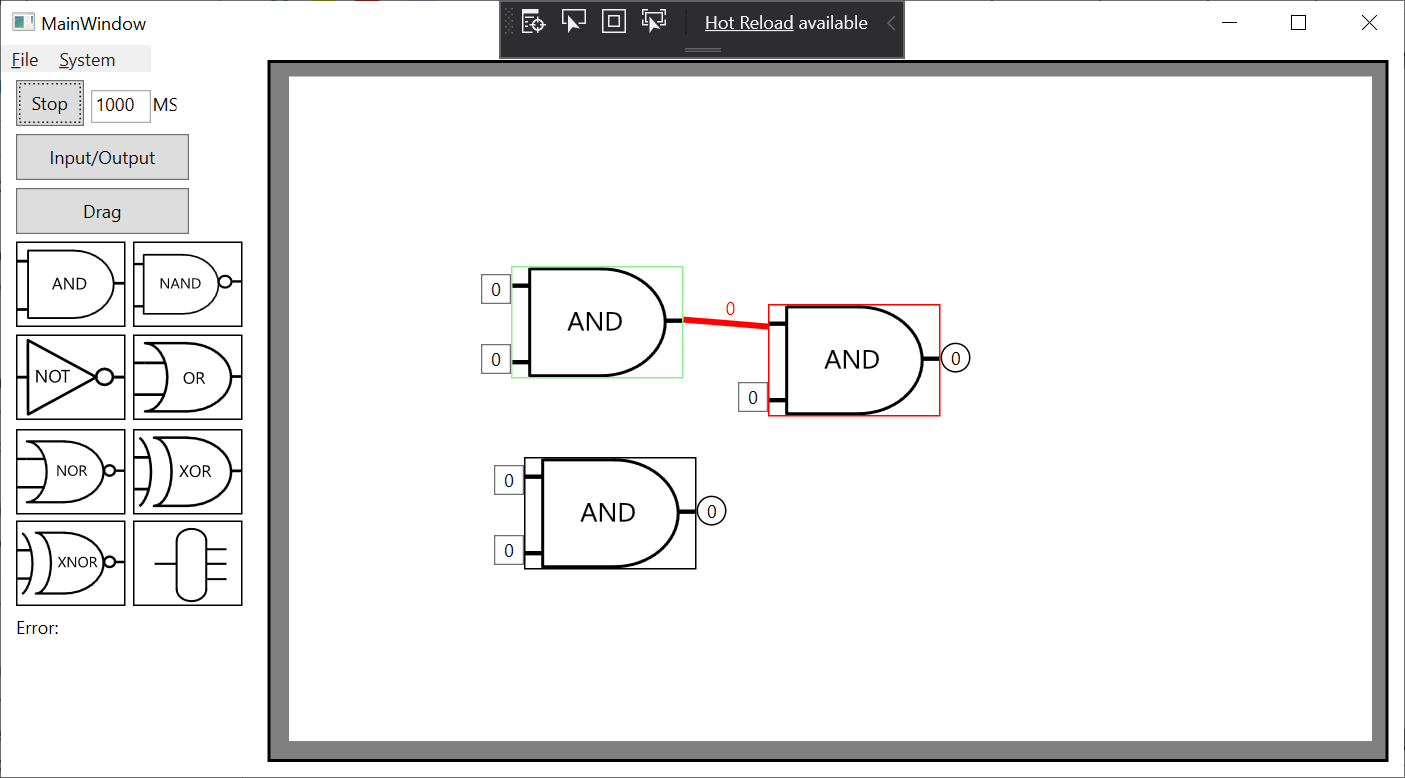 MainWindow
Hot Reload available
File System
Stop 1000 MS
Input/Output
Drag
AND NAND
NOT OR
NOR XOR
XNOR
Error:
0
AND
0
0
0
AND
0
0
0
AND
0
0